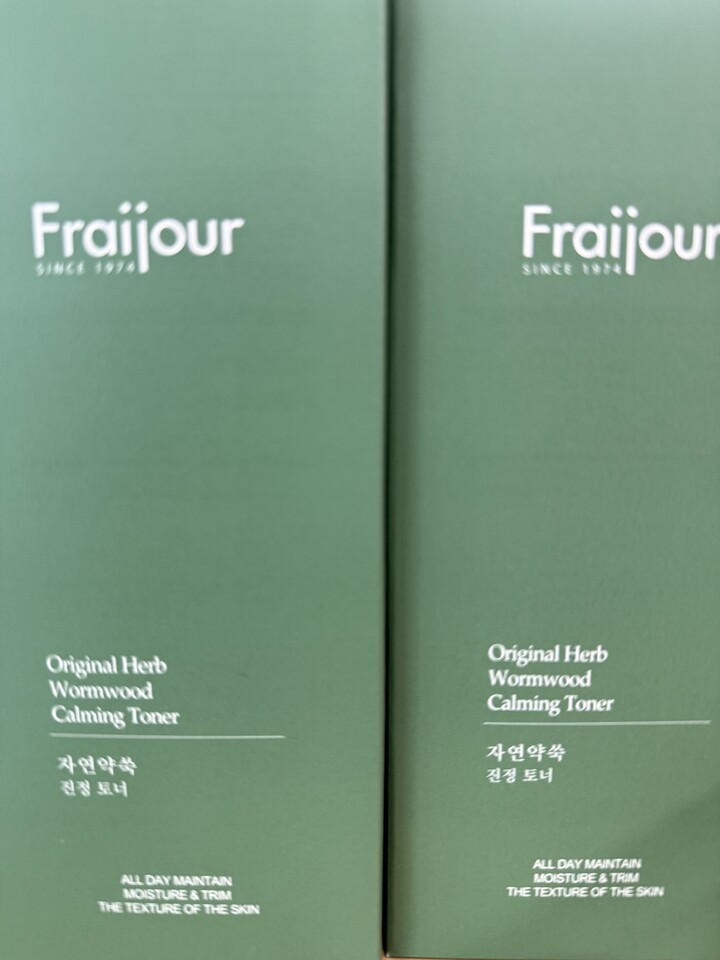 Fraijour
SINCE 1974
Original Herb
Wormwood
Calming Toner
자연약쑥
진정 토너
ALL DAY MAINTAIN
MOISTURE & TRIM
THE TEXTURE OF THE SKIN
Fraijour
SINCE 1974
Original Herb
Wormwood
Calming Toner
자연약쑥
진정 토너
ALL DAY MAINTAIN
MOISTURE & TRIM
THE TEXTURE OF THE SKIN